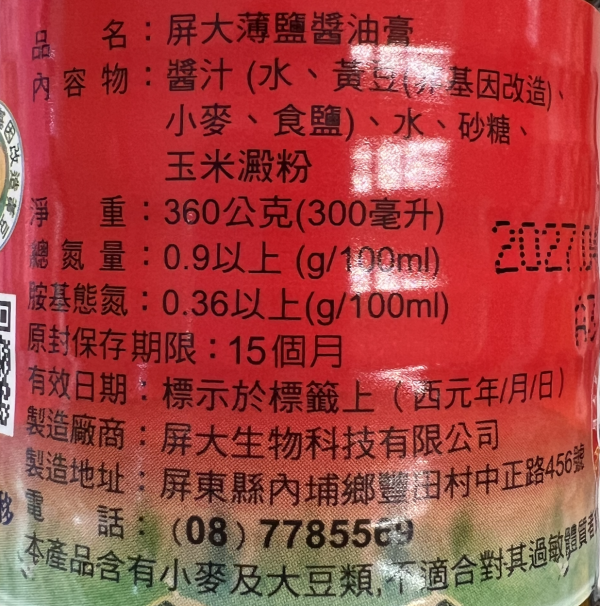 品名：屏大薄鹽醬油膏
內容物：醬汁(水、黃豆(非基因改造)、
小麥、食鹽)、水、砂糖、
玉米澱粉
淨重：360公克(300毫升)
總氮量：0.9以上 (g/100ml)
胺基態氮：0.36以上(g/100ml)
原封保存期限：15個月
有效日期：標示於標籤上（西元年/月/日）
製造廠商：屏大生物科技有限公司
製造地址：屏東縣內埔鄉豐田村中正路456號
電話：（08）7785569
本產品含有小麥及大豆類,不適合對其過敏體質者
2027.0